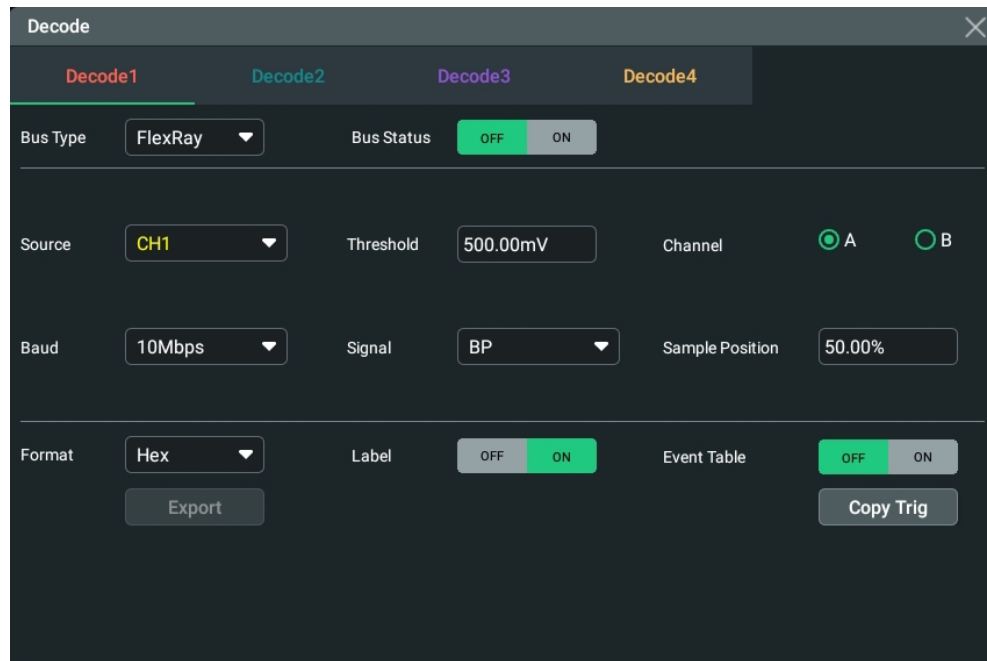 Decode
Decode1 Decode2 Decode3 Decode4
Bus Type FlexRay Bus Status OFF ON
Source CH1 Threshold 500.00mV Channel A B
Baud 10Mbps Signal BP Sample Position 50.00%
Format Hex Label OFF ON Event Table OFF ON
Export Copy Trig